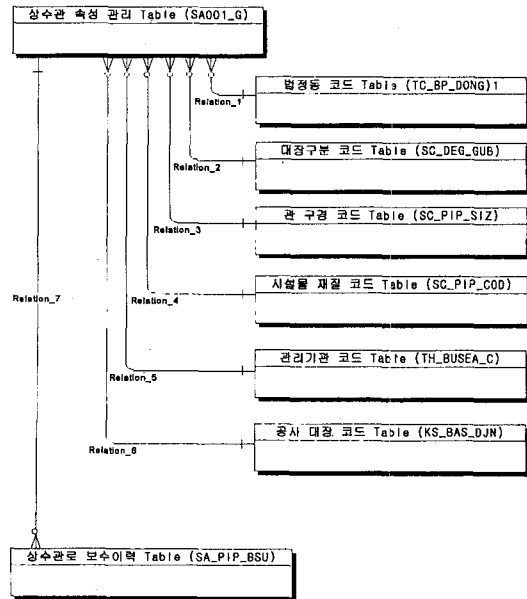 상수관 속성 관리 Table (SA001_G)
법정동 코드 Table (TC_BP_DONG)1
Relation_1
대장구분 코드 Table (SC_DEG_GUB)
Relation_2
관 구경 코드 Table (SC_PIP_SIZ)
Relation_3
시설물 재질 코드 Table (SC_PIP_COD)
Relation_7
Relation_4
관리기관 코드 Table (TH_BUSEA_C)
Relation_5
공사 대장 코드 Table (KS_BAS_DJN)
Relation_6
상수관로 보수이력 Table (SA_PIP_BSU)